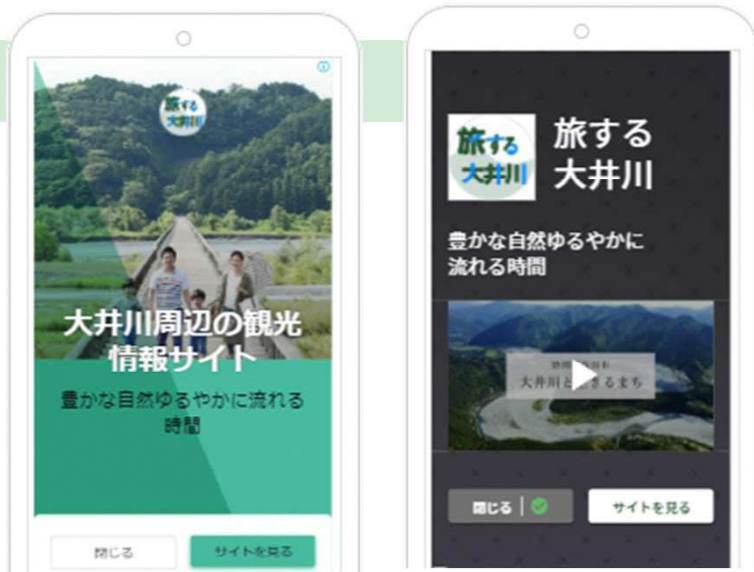 旅する
大井川
大井川周辺の観光
情報サイト
豊かな自然ゆるやかに流れる
時間
閉じる
サイトを見る
旅する
大井川
旅する
大井川
豊かな自然ゆるやかに
流れる時間
閉じる
サイトを見る